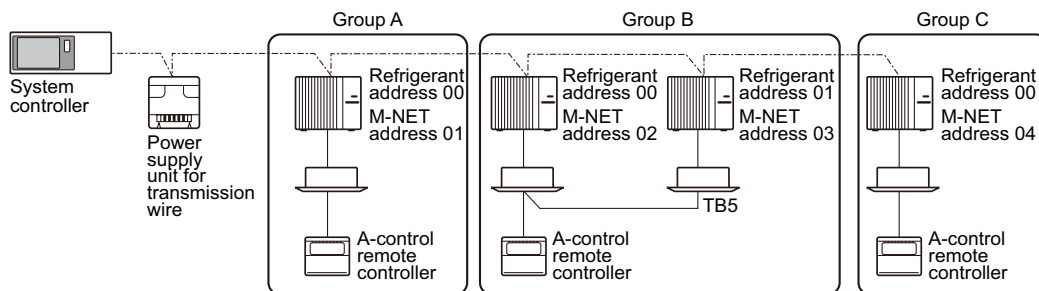 Group A
Group B
Group C
System
controller
Power
supply
unit for
transmission
wire
Refrigerant
address 00
M-NET
address 01
A-control
remote
controller
Refrigerant
address 00
M-NET
address 02
Refrigerant
address 01
M-NET
address 03
TB5
A-control
remote
controller
Refrigerant
address 00
M-NET
address 04
A-control
remote
controller